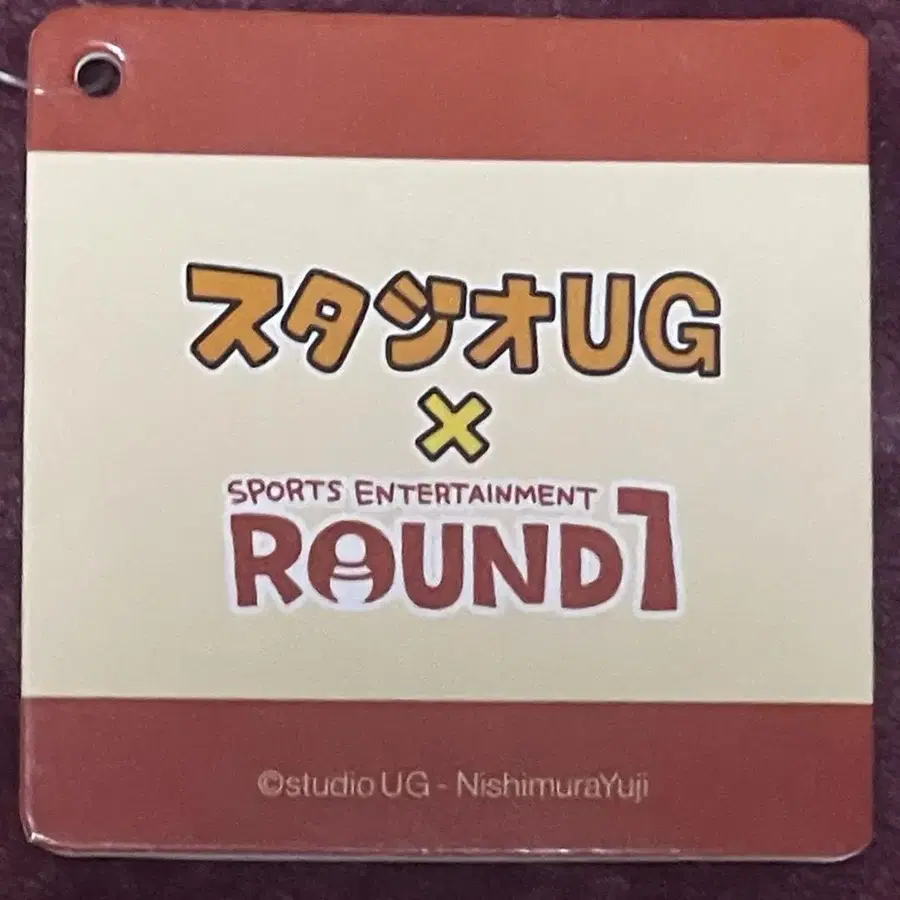 スタジオUG
×
SPORTS ENTERTAINMENT
ROUND1
©studio UG - NishimuraYuji